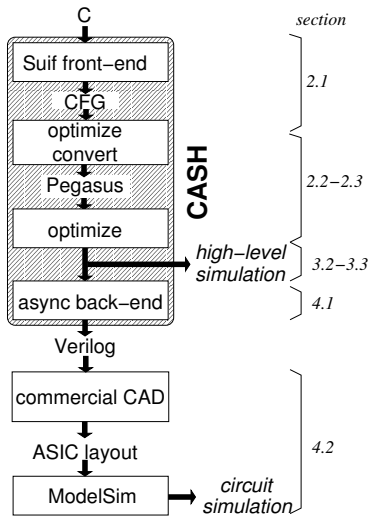 C
section
Suif front-end
2.1
CFG
optimize
convert
CASH
Pegasus
2.2-2.3
optimize
high-level
simulation
3.2-3.3
async back-end
4.1
Verilog
commercial CAD
ASIC layout
4.2
ModelSim
circuit
simulation